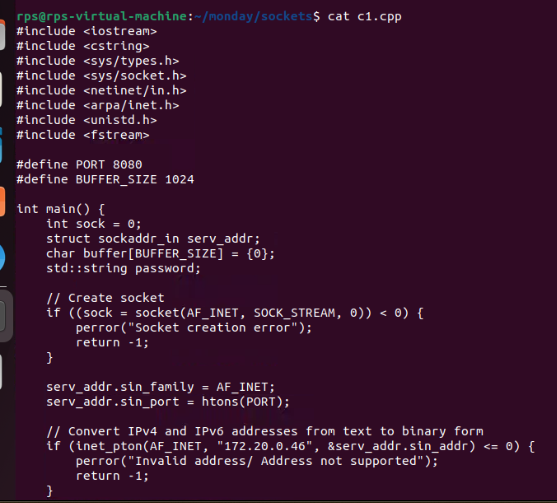 rps@rps-virtual-machine:~/monday/sockets$ cat c1.cpp
#include <iostream>
#include <cstring>
#include <sys/types.h>
#include <sys/socket.h>
#include <netinet/in.h>
#include <arpa/inet.h>
#include <unistd.h>
#include <fstream>

#define PORT 8080
#define BUFFER_SIZE 1024

int main() {
    int sock = 0;
    struct sockaddr_in serv_addr;
    char buffer[BUFFER_SIZE] = {0};
    std::string password;

    // Create socket
    if ((sock = socket(AF_INET, SOCK_STREAM, 0)) < 0) {
        perror("Socket creation error");
        return -1;
    }

    serv_addr.sin_family = AF_INET;
    serv_addr.sin_port = htons(PORT);

    // Convert IPv4 and IPv6 addresses from text to binary form
    if (inet_pton(AF_INET, "172.20.0.46", &serv_addr.sin_addr) <= 0) {
        perror("Invalid address/ Address not supported");
        return -1;
    }